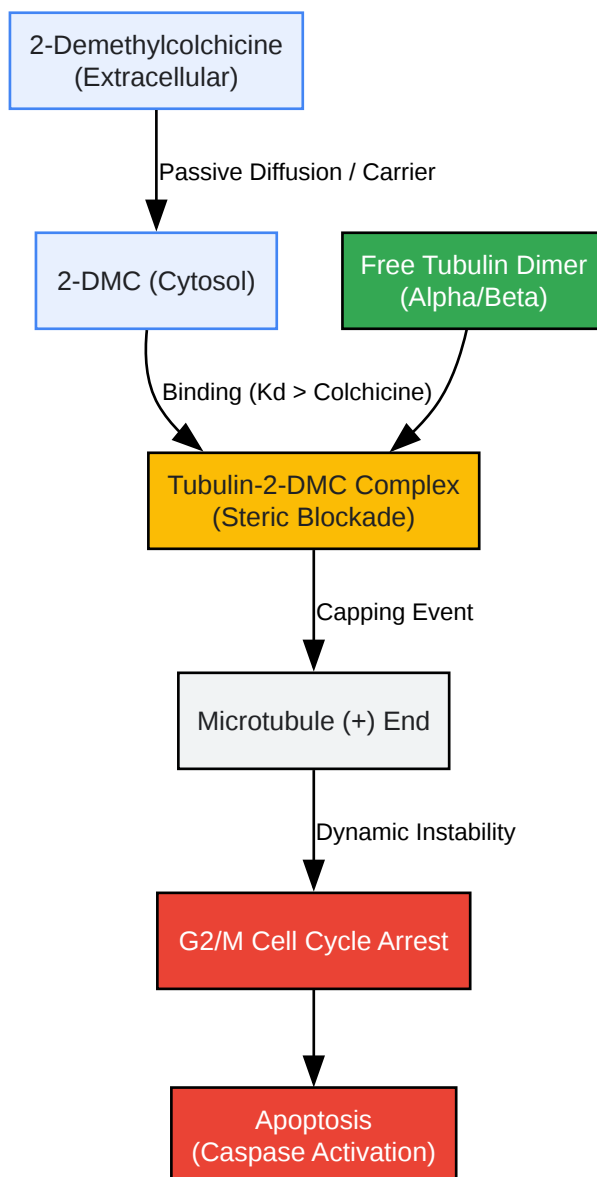 2-Demethylcolchicine
(Extracellular)
Passive Diffusion / Carrier
2-DMC (Cytosol)
Free Tubulin Dimer
(Alpha/Beta)
Binding (Kd > Colchicine)
Tubulin-2-DMC Complex
(Steric Blockade)
Capping Event
Microtubule (+) End
Dynamic Instability
G2/M Cell Cycle Arrest
Apoptosis
(Caspase Activation)